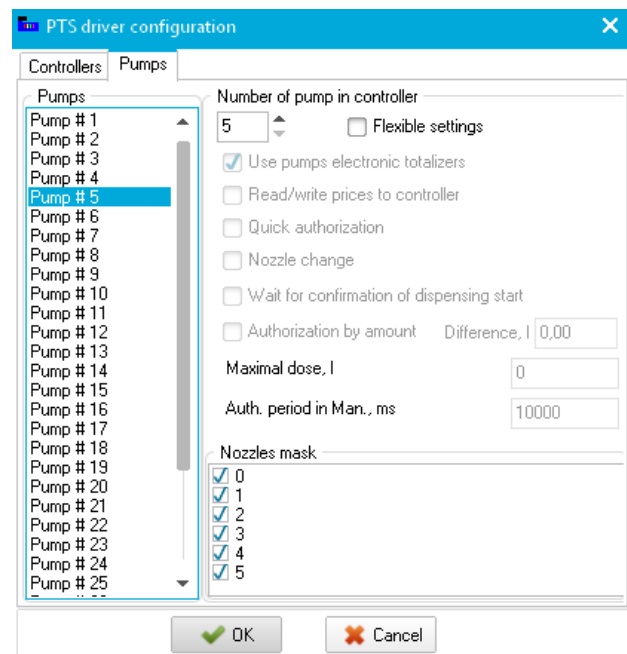 PTS driver configuration
Controllers Pumps
Pumps
Pump # 1
Pump # 2
Pump # 3
Pump # 4
Pump # 5
Pump # 6
Pump # 7
Pump # 8
Pump # 9
Pump # 10
Pump # 11
Pump # 12
Pump # 13
Pump # 14
Pump # 15
Pump # 16
Pump # 17
Pump # 18
Pump # 19
Pump # 20
Pump # 21
Pump # 22
Pump # 23
Pump # 24
Pump # 25
Number of pump in controller
5 Flexible settings
Use pumps electronic totalizers
Read/write prices to controller
Quick authorization
Nozzle change
Wait for confirmation of dispensing start
Authorization by amount Difference, l 0,00
Maximal dose, l 0
Auth. period in Man., ms 10000
Nozzles mask
0
1
2
3
4
5
OK Cancel